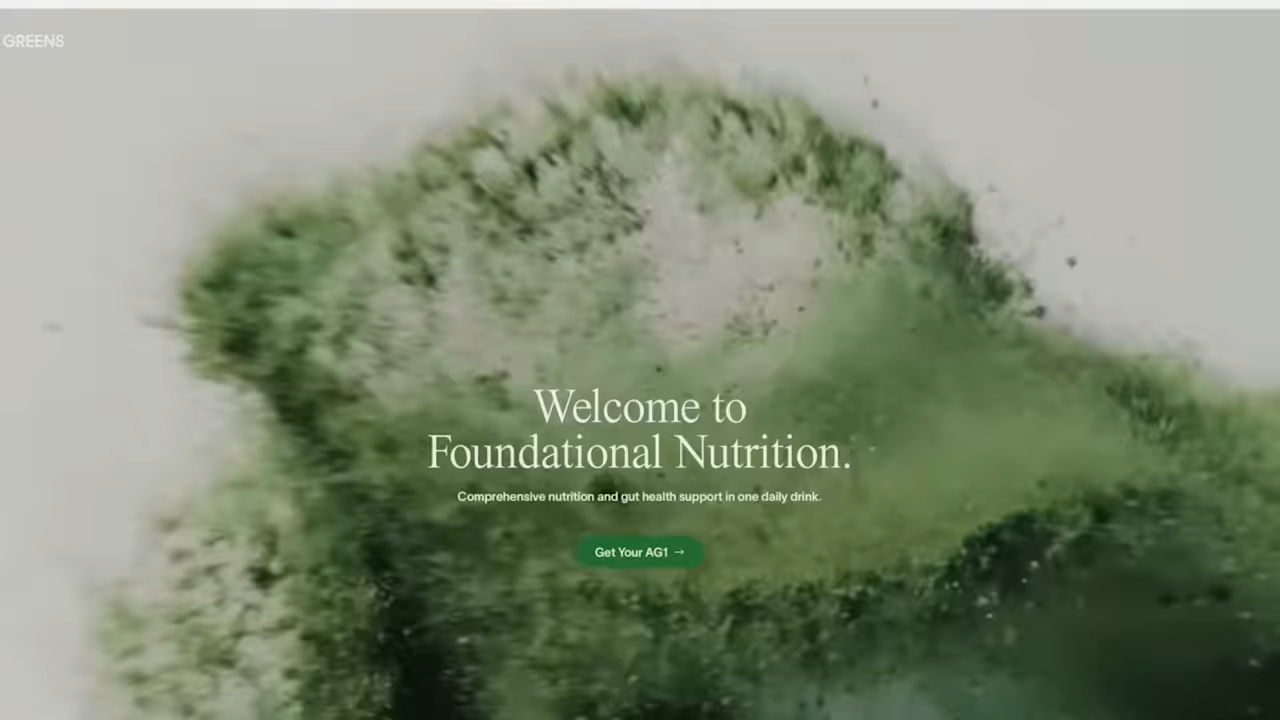 GREENS
Welcome to
Foundational Nutrition.
Comprehensive nutrition and gut health support in one daily drink.
Get Your AG1 →